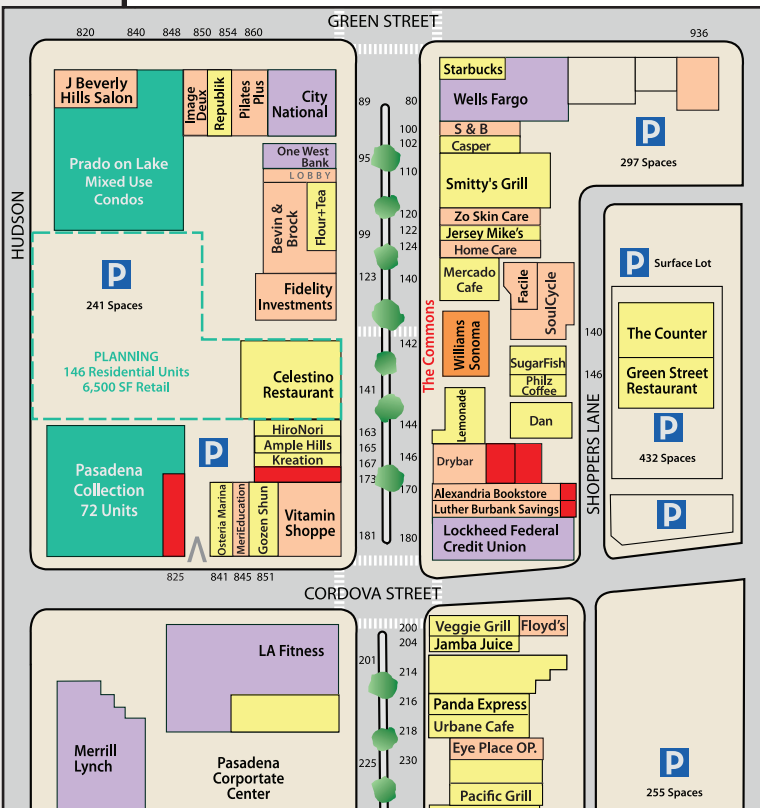 GREEN STREET
820
840
848
850
854
860
936
J Beverly
Hills Salon
Image
Deux
Republik
Pilates
Plus
City
National
Prado on Lake
Mixed Use
Condos
One West
Bank
LOBBY
Bevin &
Brock
Flour+Tea
Fidelity
Investments
HUDSON
P
241 Spaces
PLANNING
146 Residential Units
6,500 SF Retail
Celestino
Restaurant
HiroNori
Ample Hills
Kreation
Pasadena
Collection
72 Units
P
Osteria Marina
MeriEducation
Gozen Shun
Vitamin
Shoppe
825
841
845
851
89
95
99
123
141
163
165
167
173
181
80
100
102
110
120
122
124
140
142
144
146
170
180
Starbucks
Wells Fargo
S & B
Casper
Smitty's Grill
Zo Skin Care
Jersey Mike's
Home Care
Mercado
Cafe
Facile
SoulCycle
The Commons
Williams
Sonoma
SugarFish
Philz
Coffee
Lemonade
Dan
Drybar
Alexandria Bookstore
Luther Burbank Savings
Lockheed Federal
Credit Union
P
297 Spaces
P
Surface Lot
140
The Counter
146
Green Street
Restaurant
P
432 Spaces
SHOPPERS LANE
P
CORDOVA STREET
LA Fitness
Merrill
Lynch
Pasadena
Corportate
Center
201
225
200
204
214
216
218
230
Veggie Grill
Floyd's
Jamba Juice
Panda Express
Urbane Cafe
Eye Place OP.
Pacific Grill
P
255 Spaces